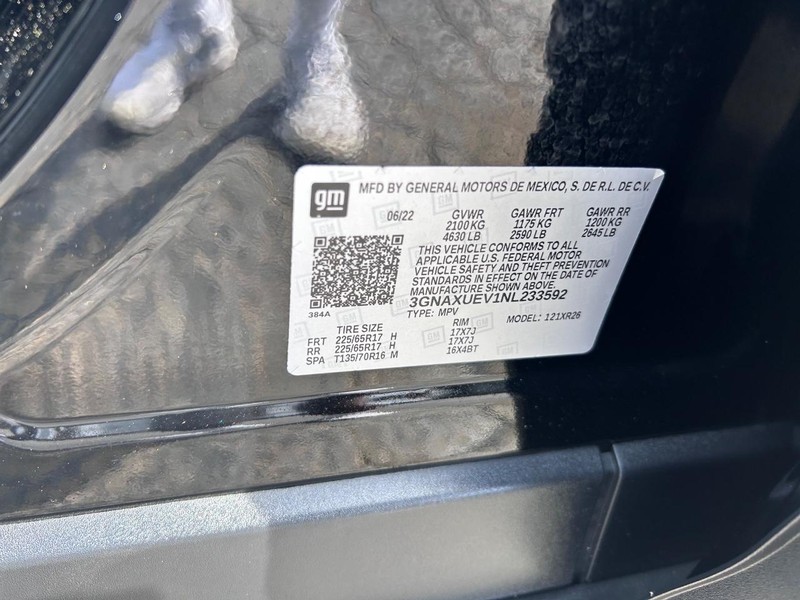 gm MFD BY GENERAL MOTORS DE MEXICO, S. DE R.L. DE C.V.
06/22 GVWR GAWR FRT GAWR RR
2100 KG 1175 KG 1200 KG
4630 LB 2590 LB 2645 LB
THIS VEHICLE CONFORMS TO ALL
APPLICABLE U.S. FEDERAL MOTOR
VEHICLE SAFETY AND THEFT PREVENTION
STANDARDS IN EFFECT ON THE DATE OF
MANUFACTURE SHOWN ABOVE.
3GNAXUEV1NL233592
384A
TYPE: MPV MODEL: 121XR26
TIRE SIZE RIM
FRT 225/65R17 H 17X7J
RR 225/65R17 H 17X7J
SPA T135/70R16 M 16X4BT